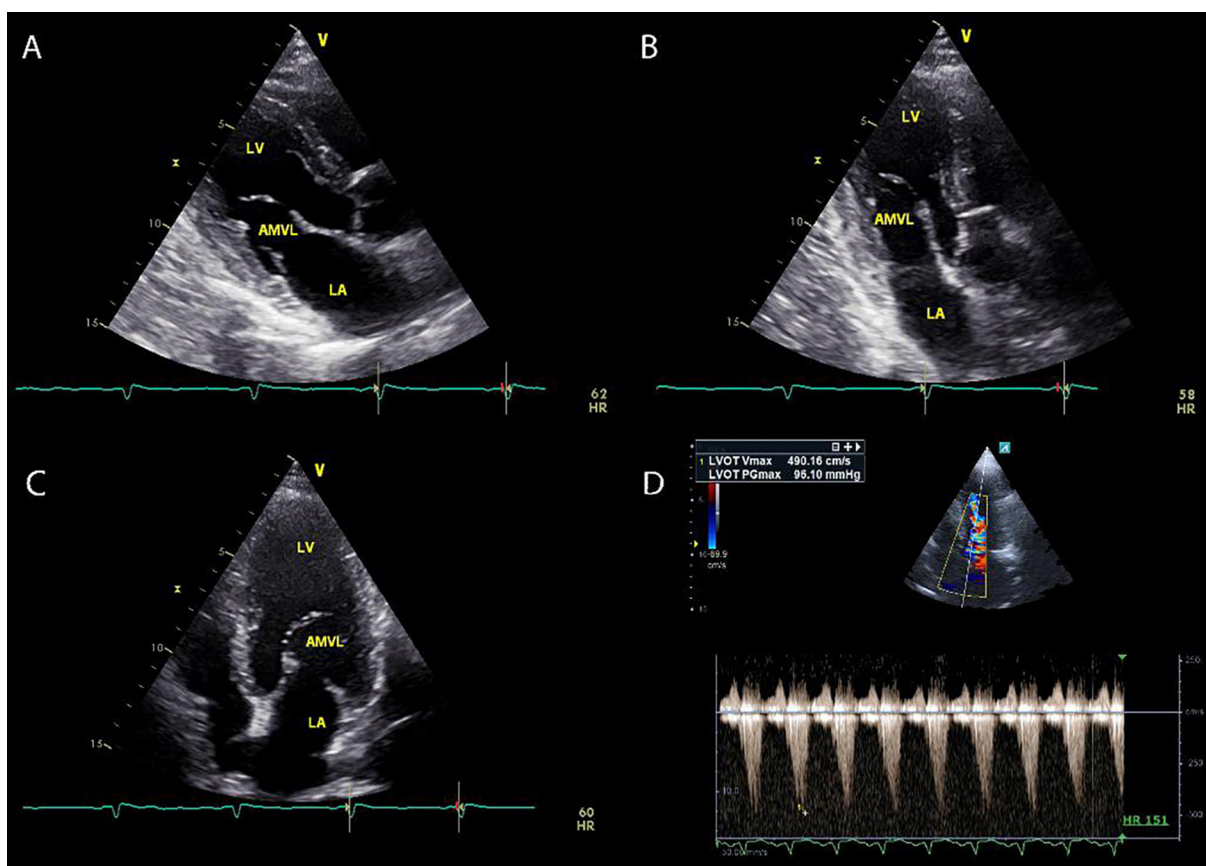 A
V
5
LV
10
AMVL
LA
15
62
HR
B
V
5
LV
10
AMVL
LA
15
58
HR
C
V
5
LV
10
AMVL
LA
15
60
HR
D
1 LVOT Vmax 490.16 cm/s
LVOT PGmax 96.10 mmHg
cm/s
250.
cm/s
-250
10.0
HR 151